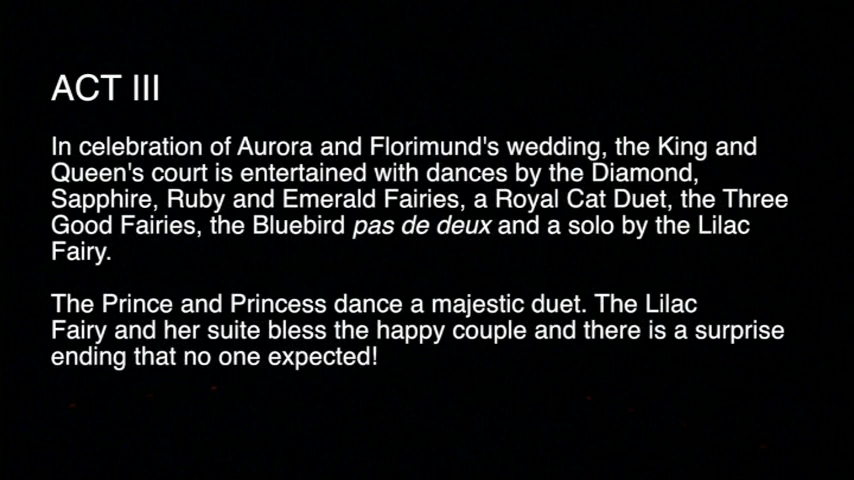 ACT III
In celebration of Aurora and Florimund's wedding, the King and
Queen's court is entertained with dances by the Diamond,
Sapphire, Ruby and Emerald Fairies, a Royal Cat Duet, the Three
Good Fairies, the Bluebird pas de deux and a solo by the Lilac
Fairy.
The Prince and Princess dance a majestic duet. The Lilac
Fairy and her suite bless the happy couple and there is a surprise
ending that no one expected!